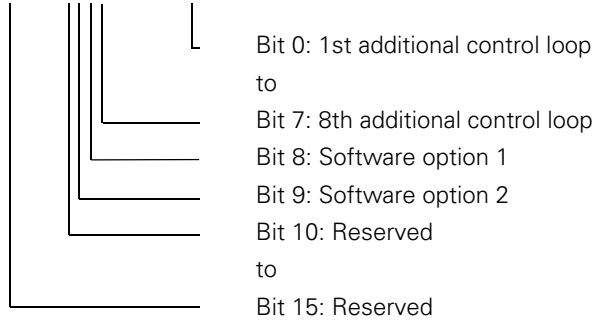 Bit 0: 1st additional control loop
to
Bit 7: 8th additional control loop
Bit 8: Software option 1
Bit 9: Software option 2
Bit 10: Reserved
to
Bit 15: Reserved